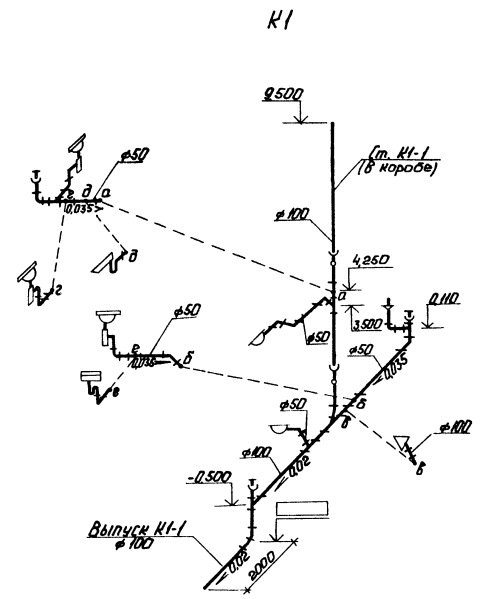 К1
9.500
Ст. К1-1
(в коробе)
ф50
г д а
0,035
ф100
д
4,250
а
г
3.500
0.110
ф50
ф50
г
0,035
б
ф50
0,035
е
ф50
б
в
ф100
в
ф100
0,02
-0.500
Выпуск К1-1
ф100
0,02
2000